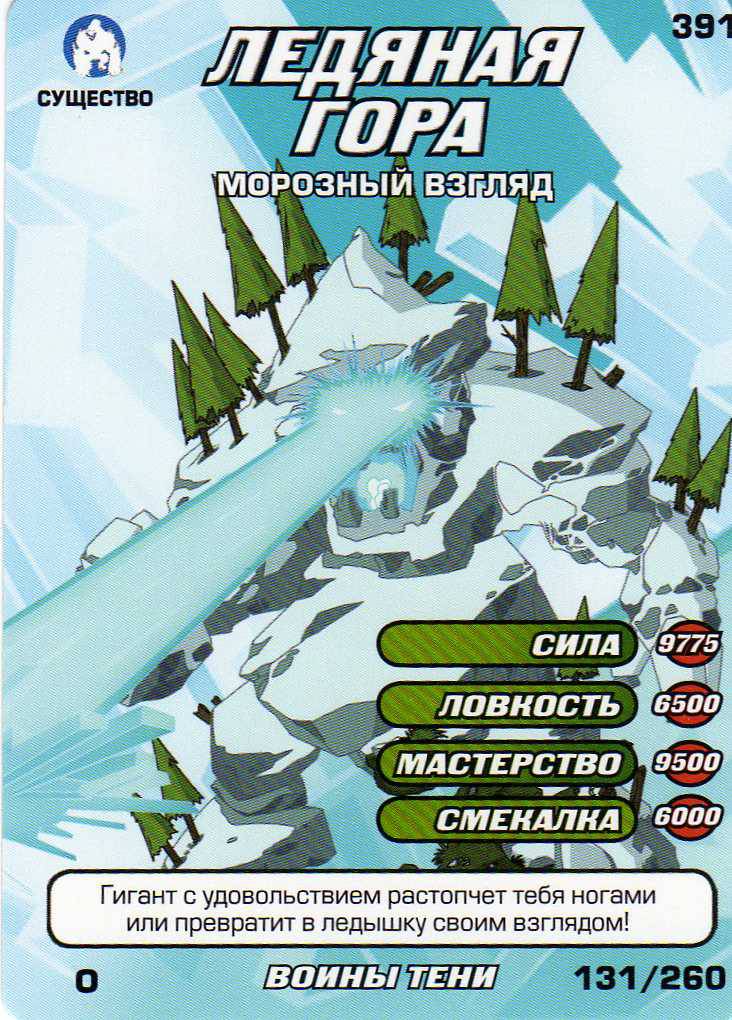 391
СУЩЕСТВО
ЛЕДЯНАЯ
ГОРА
МОРОЗНЫЙ ВЗГЛЯД
СИЛА 9775
ЛОВКОСТЬ 6500
МАСТЕРСТВО 9500
СМЕКАЛКА 6000
Гигант с удовольствием растопчет тебя ногами
или превратит в ледышку своим взглядом!
О ВОИНЫ ТЕНИ 131/260